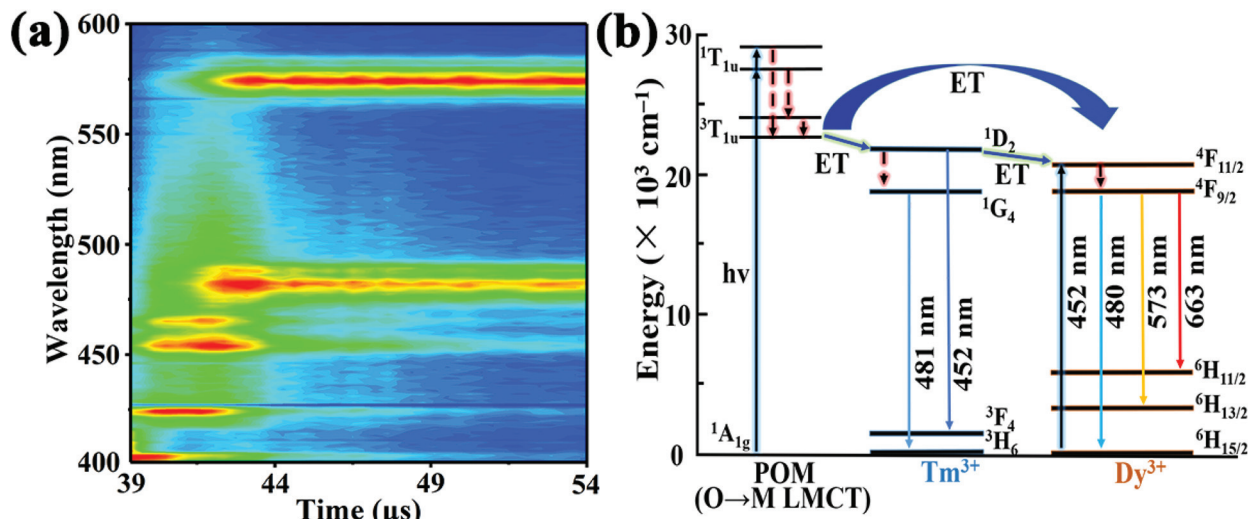 (a)
600
550
500
450
400
Wavelength (nm)
39
44
49
54
Time (μs)
(b)
30
20
10
0
Energy (× 10³ cm⁻¹)
¹T₁ᵤ
³T₁ᵤ
¹A₁g
hν
ET
ET
ET
¹D₂
¹G₄
³F₄
³H₆
481 nm
452 nm
⁴F₁₁/₂
⁴F₉/₂
452 nm
480 nm
573 nm
663 nm
⁶H₁₁/₂
⁶H₁₃/₂
⁶H₁₅/₂
POM
(O→M LMCT)
Tm³⁺
Dy³⁺